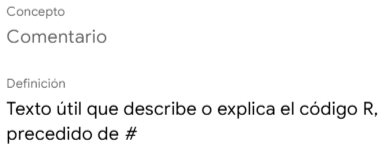 Concepto
Comentario
Definición
Texto útil que describe o explica el código R,
precedido de #